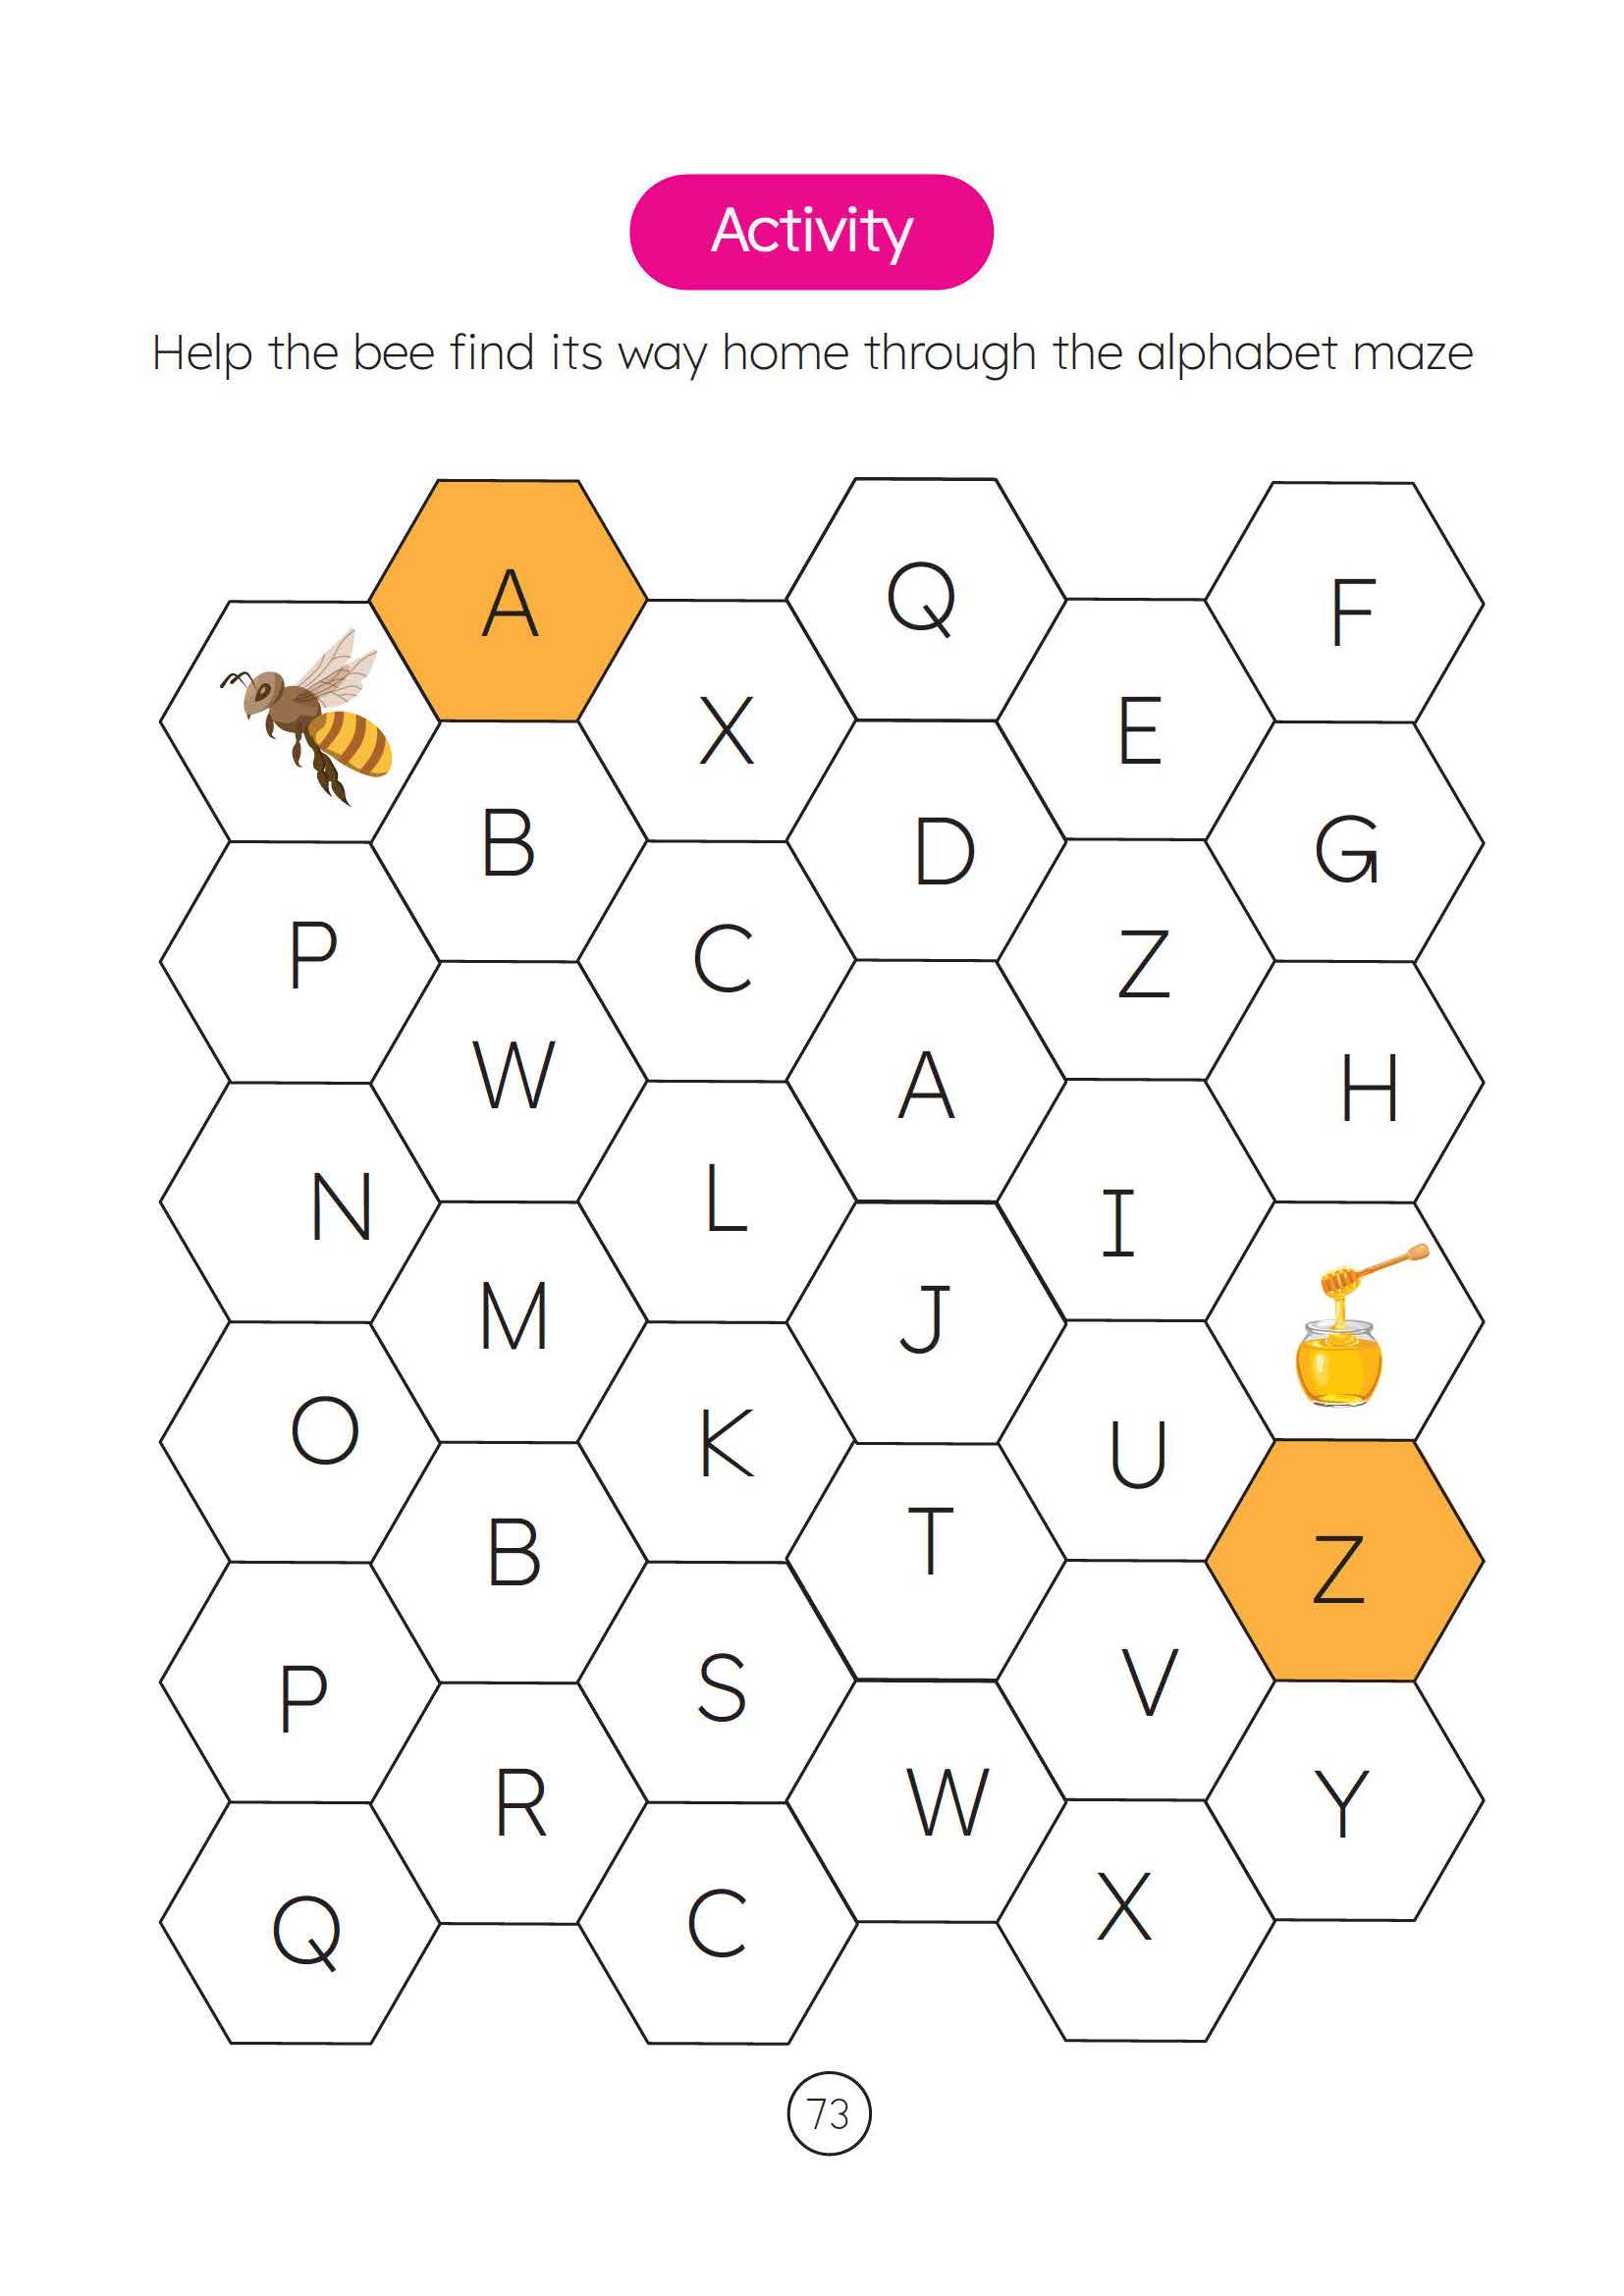 Activity
Help the bee find its way home through the alphabet maze
A Q F
X E
B D G
P C Z
W A H
N L I
M J
O K U
B T Z
P S V
R W Y
Q C X
73